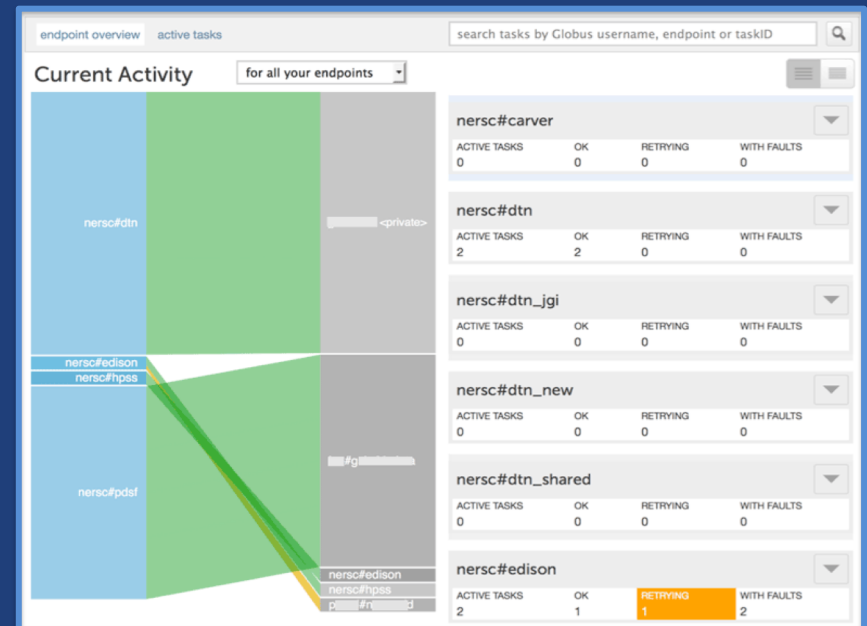 endpoint overview active tasks
search tasks by Globus username, endpoint or taskID
Current Activity
for all your endpoints
nersc#dtn
<private>
nersc#edison
nersc#hpss
nersc#pdsf
#g
nersc#edison
nersc#hpss
nersc#carver
ACTIVE TASKS OK RETRYING WITH FAULTS
0 0 0 0
nersc#dtn
ACTIVE TASKS OK RETRYING WITH FAULTS
2 2 0 0
nersc#dtn_jgi
ACTIVE TASKS OK RETRYING WITH FAULTS
0 0 0 0
nersc#dtn_new
ACTIVE TASKS OK RETRYING WITH FAULTS
0 0 0 0
nersc#dtn_shared
ACTIVE TASKS OK RETRYING WITH FAULTS
0 0 0 0
nersc#edison
ACTIVE TASKS OK RETRYING WITH FAULTS
2 1 1 2